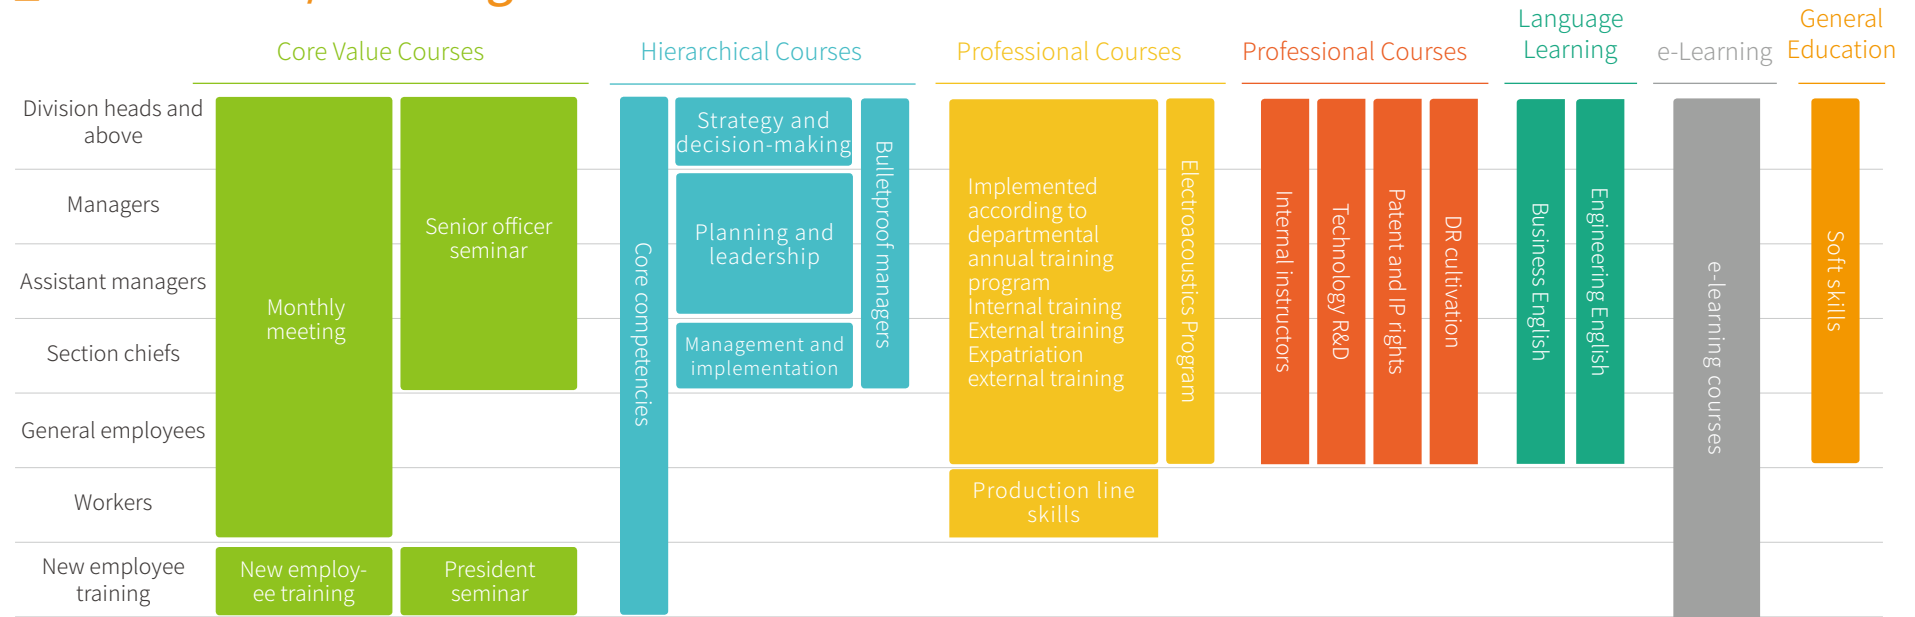 Core Value Courses
Hierarchical Courses
Professional Courses
Professional Courses
Language
Learning
e-Learning
General
Education
Division heads and
above
Managers
Assistant managers
Section chiefs
General employees
Workers
New employee
training
Monthly
meeting
Senior officer
seminar
New employ-
ee training
President
seminar
Core competencies
Strategy and
decision-making
Planning and
leadership
Management and
implementation
Bulletproof managers
Implemented
according to
departmental
annual training
program
Internal training
External training
Expatriation
external training
Production line
skills
Electroacoustics Program
Internal instructors
Technology R&D
Patent and IP rights
DR cultivation
Business English
Engineering English
e-learning courses
Soft skills